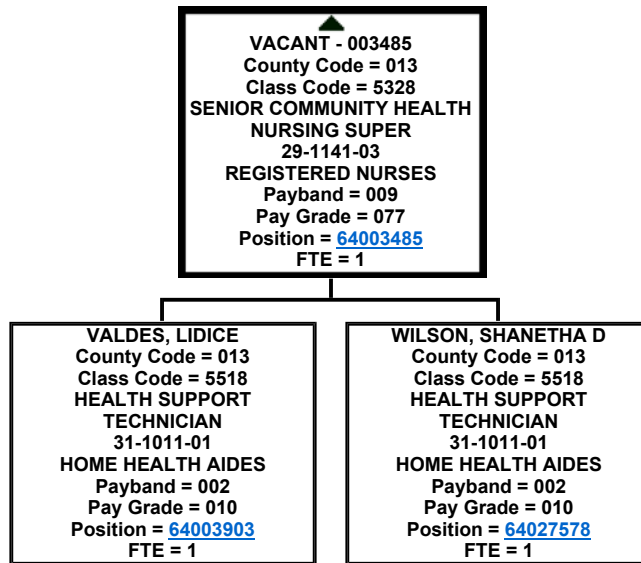 VACANT - 003485
County Code = 013
Class Code = 5328
SENIOR COMMUNITY HEALTH
NURSING SUPER
29-1141-03
REGISTERED NURSES
Payband = 009
Pay Grade = 077
Position = 64003485
FTE = 1
VALDES, LIDICE
County Code = 013
Class Code = 5518
HEALTH SUPPORT
TECHNICIAN
31-1011-01
HOME HEALTH AIDES
Payband = 002
Pay Grade = 010
Position = 64003903
FTE = 1
WILSON, SHANETHA D
County Code = 013
Class Code = 5518
HEALTH SUPPORT
TECHNICIAN
31-1011-01
HOME HEALTH AIDES
Payband = 002
Pay Grade = 010
Position = 64027578
FTE = 1